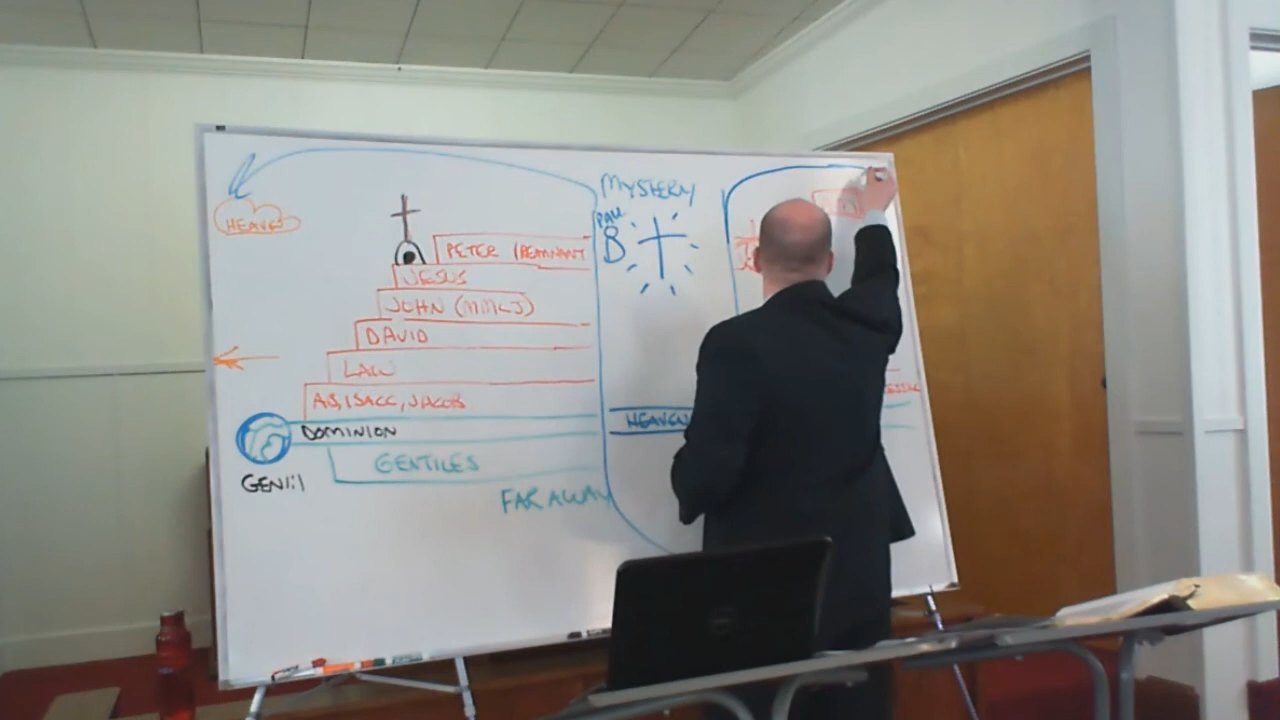 MYSTERY
PAUL
HEAVEN
PETER (REMNANT
JESUS
JOHN (MMLJ)
DAVID
LAW
AB, ISACC, JACOB
DOMINION
HEAVEN
GENTILES
GEN 1:1
FAR AWAY